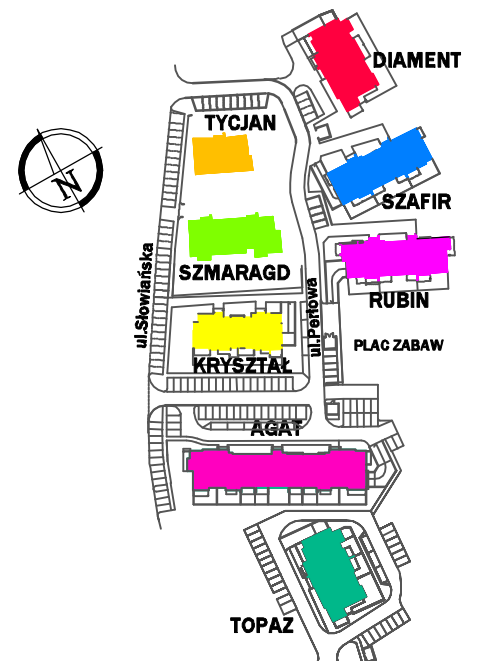 DIAMENT
TYCJAN
N
SZAFIR
SZMARAGD
ul.Słowiańska
ul.Perłowa
RUBIN
PLAC ZABAW
KRYSZTAŁ
AGAT
TOPAZ